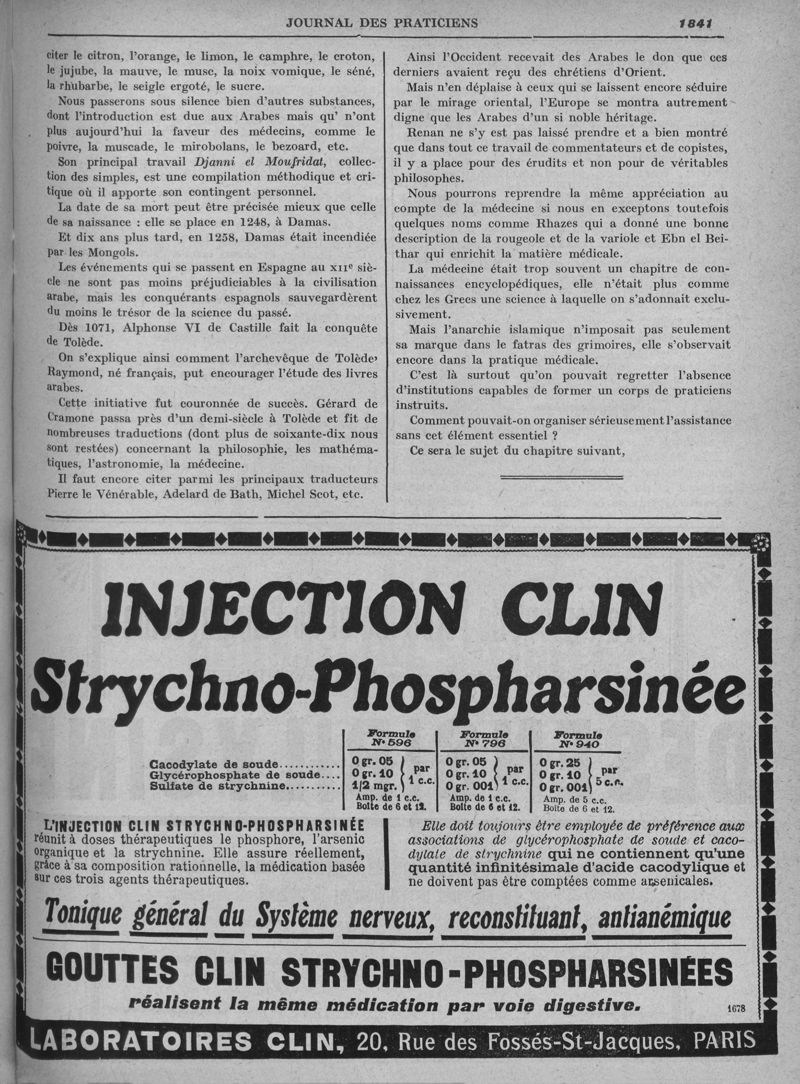 JOURNAL DES PRATICIENS 1841
citer le citron, l'orange, le limon, le camphre, le croton,
le jujube, la mauve, le musc, la noix vomique, le séné,
la rhubarbe, le seigle ergoté, le sucre.
Nous passerons sous silence bien d'autres substances,
dont l'introduction est due aux Arabes mais qu' n'ont
plus aujourd'hui la faveur des médecins, comme le
poivre, la muscade, le mirobolans, le bezoard, etc.
Son principal travail Djanni el Moufridat, collec-
tion des simples, est une compilation méthodique et cri-
tique où il apporte son contingent personnel.
La date de sa mort peut être précisée mieux que celle
de sa naissance : elle se place en 1248, à Damas.
Et dix ans plus tard, en 1258, Damas était incendiée
par les Mongols.
Les événements qui se passent en Espagne au XIIe siè-
cle ne sont pas moins préjudiciables à la civilisation
arabe, mais les conquérants espagnols sauvegardèrent
du moins le trésor de la science du passé.
Dès 1071, Alphonse VI de Castille fait la conquête
de Tolède.
On s'explique ainsi comment l'archevêque de Tolède,
Raymond, né français, put encourager l'étude des livres
arabes.
Cette initiative fut couronnée de succès. Gérard de
Cramone passa près d'un demi-siècle à Tolède et fit de
nombreuses traductions (dont plus de soixante-dix nous
sont restées) concernant la philosophie, les mathéma-
tiques, l'astronomie, la médecine.
Il faut encore citer parmi les principaux traducteurs
Pierre le Vénérable, Adelard de Bath, Michel Scot, etc.
Ainsi l'Occident recevait des Arabes le don que ces
derniers avaient reçu des chrétiens d'Orient.
Mais n'en déplaise à ceux qui se laissent encore séduire
par le mirage oriental, l'Europe se montra autrement
digne que les Arabes d'un si noble héritage.
Renan ne s'y est pas laissé prendre et a bien montré
que dans tout ce travail de commentateurs et de copistes,
il y a place pour des érudits et non pour de véritables
philosophes.
Nous pourrons reprendre la même appréciation au
compte de la médecine si nous en exceptons toutefois
quelques noms comme Rhazes qui a donné une bonne
description de la rougeole et de la variole et Ebn el Bei-
thar qui enrichit la matière médicale.
La médecine était trop souvent un chapitre de con-
naissances encyclopédiques, elle n'était plus comme
chez les Grecs une science à laquelle on s'adonnait exclu-
sivement.
Mais l'anarchie islamique n'imposait pas seulement
sa marque dans le fatras des grimoires, elle s'observait
encore dans la pratique médicale.
C'est là surtout qu'on pouvait regretter l'absence
d'institutions capables de former un corps de praticiens
instruits.
Comment pouvait-on organiser sérieusement l'assistance
sans cet élément essentiel ?
Ce sera le sujet du chapitre suivant,
INJECTION CLIN
Strychno-Phospharsinée
Formule Formule Formule
N° 596 N° 796 N° 940
Cacodylate de soude............ 0 gr. 05 0 gr. 05 0 gr. 25
Glycérophosphate de soude.... 0 gr. 10 par 1 c.c. 0 gr. 10 par 1 c.c. 0 gr. 10 par 5 c.c.
Sulfate de strychnine........... 1/2 mgr. 0 gr. 001 0 gr. 001
Amp. de 1 c.c. Amp. de 1 c.c. Amp. de 5 c.c.
Boîte de 6 et 12. Boîte de 6 et 12. Boîte de 6 et 12.
L'INJECTION CLIN STRYCHNO-PHOSPHARSINÉE
réunit à doses thérapeutiques le phosphore, l'arsenic
organique et la strychnine. Elle assure réellement,
grâce à sa composition rationnelle, la médication basée
sur ces trois agents thérapeutiques.
Elle doit toujours être employée de préférence aux
associations de glycérophosphate de soude et caco-
dylate de strychnine qui ne contiennent qu'une
quantité infinitésimale d'acide cacodylique et
ne doivent pas être comptées comme arsenicales.
Tonique général du Système nerveux, reconstituant, antianémique
GOUTTES CLIN STRYCHNO-PHOSPHARSINÉES
réalisent la même médication par voie digestive. 1678
LABORATOIRES CLIN, 20, Rue des Fossés-St-Jacques, PARIS